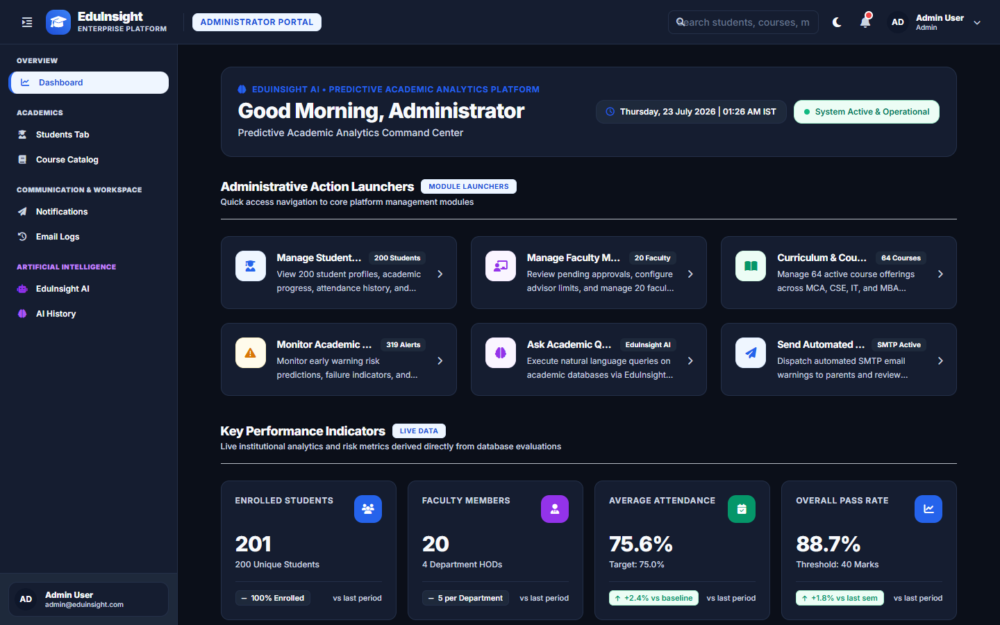 EduInsight
ENTERPRISE PLATFORM
ADMINISTRATOR PORTAL
Search students, courses, m
AD
Admin User
Admin
OVERVIEW
Dashboard
ACADEMICS
Students Tab
Course Catalog
COMMUNICATION & WORKSPACE
Notifications
Email Logs
ARTIFICIAL INTELLIGENCE
EduInsight AI
AI History
AD
Admin User
admin@eduinsight.com
EDUINSIGHT AI • PREDICTIVE ACADEMIC ANALYTICS PLATFORM
Good Morning, Administrator
Predictive Academic Analytics Command Center
Thursday, 23 July 2026 | 01:26 AM IST
System Active & Operational
Administrative Action Launchers
MODULE LAUNCHERS
Quick access navigation to core platform management modules
Manage Student...
200 Students
View 200 student profiles, academic
progress, attendance history, and...
Manage Faculty M...
20 Faculty
Review pending approvals, configure
advisor limits, and manage 20 facul...
Curriculum & Cou...
64 Courses
Manage 64 active course offerings
across MCA, CSE, IT, and MBA...
Monitor Academic ...
319 Alerts
Monitor early warning risk
predictions, failure indicators, and...
Ask Academic Q...
EduInsight AI
Execute natural language queries on
academic databases via EduInsight...
Send Automated ...
SMTP Active
Dispatch automated SMTP email
warnings to parents and review...
Key Performance Indicators
LIVE DATA
Live institutional analytics and risk metrics derived directly from database evaluations
ENROLLED STUDENTS
201
200 Unique Students
– 100% Enrolled
vs last period
FACULTY MEMBERS
20
4 Department HODs
– 5 per Department
vs last period
AVERAGE ATTENDANCE
75.6%
Target: 75.0%
↑ +2.4% vs baseline
vs last period
OVERALL PASS RATE
88.7%
Threshold: 40 Marks
↑ +1.8% vs last sem
vs last period